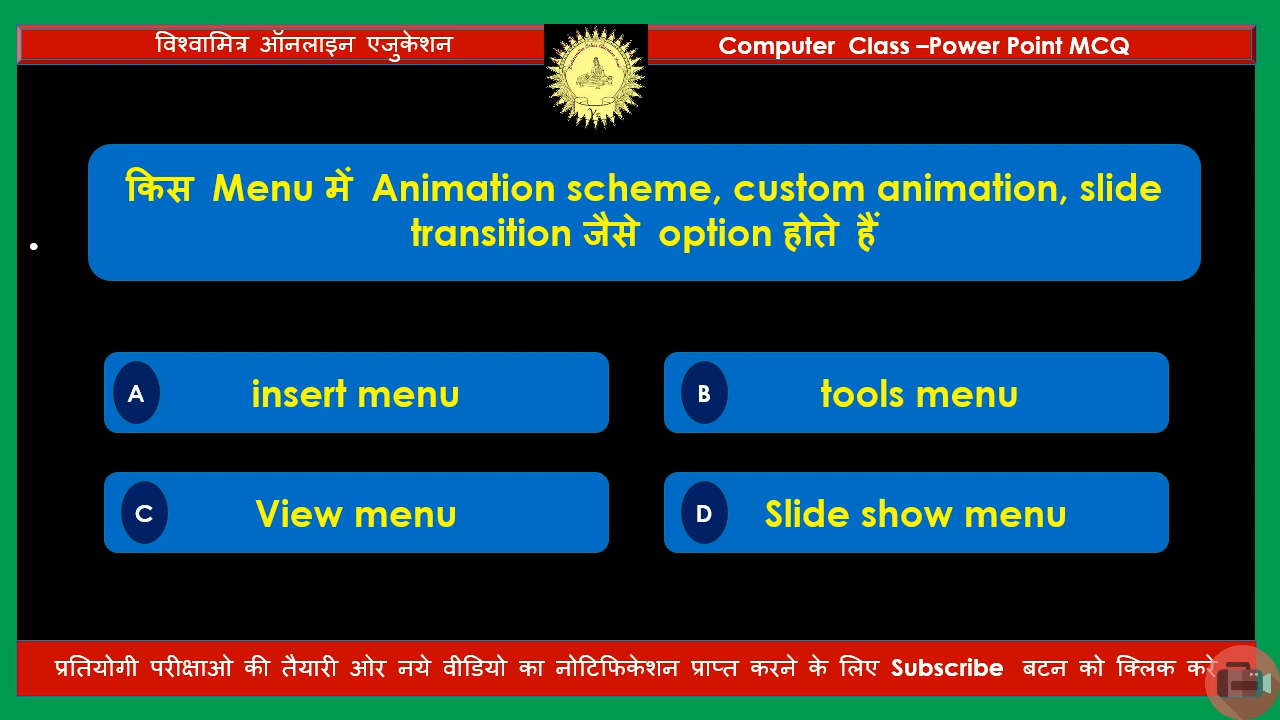 विश्वामित्र ऑनलाइन एजुकेशन
Computer Class –Power Point MCQ
किस Menu में Animation scheme, custom animation, slide
transition जैसे option होते हैं
A insert menu
B tools menu
C View menu
D Slide show menu
प्रतियोगी परीक्षाओ की तैयारी ओर नये वीडियो का नोटिफिकेशन प्राप्त करने के लिए Subscribe बटन को क्लिक करे